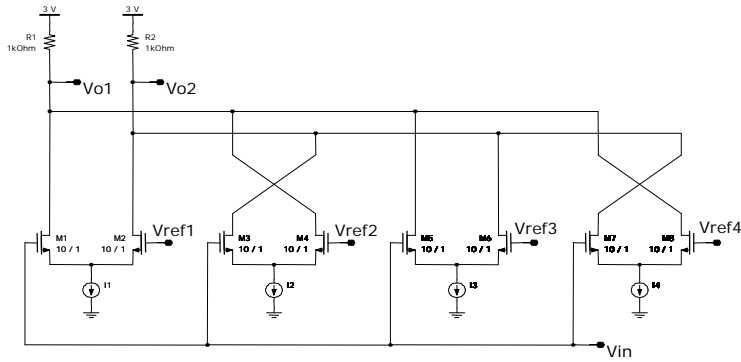 3 V 3 V
R1
1kOhm
R2
1kOhm
Vo1 Vo2
M1
10 / 1
M2
10 / 1
Vref1
M3
10 / 1
M4
10 / 1
Vref2
M5
10 / 1
M6
10 / 1
Vref3
M7
10 / 1
M8
10 / 1
Vref4
I1 I2 I3 I4
Vin